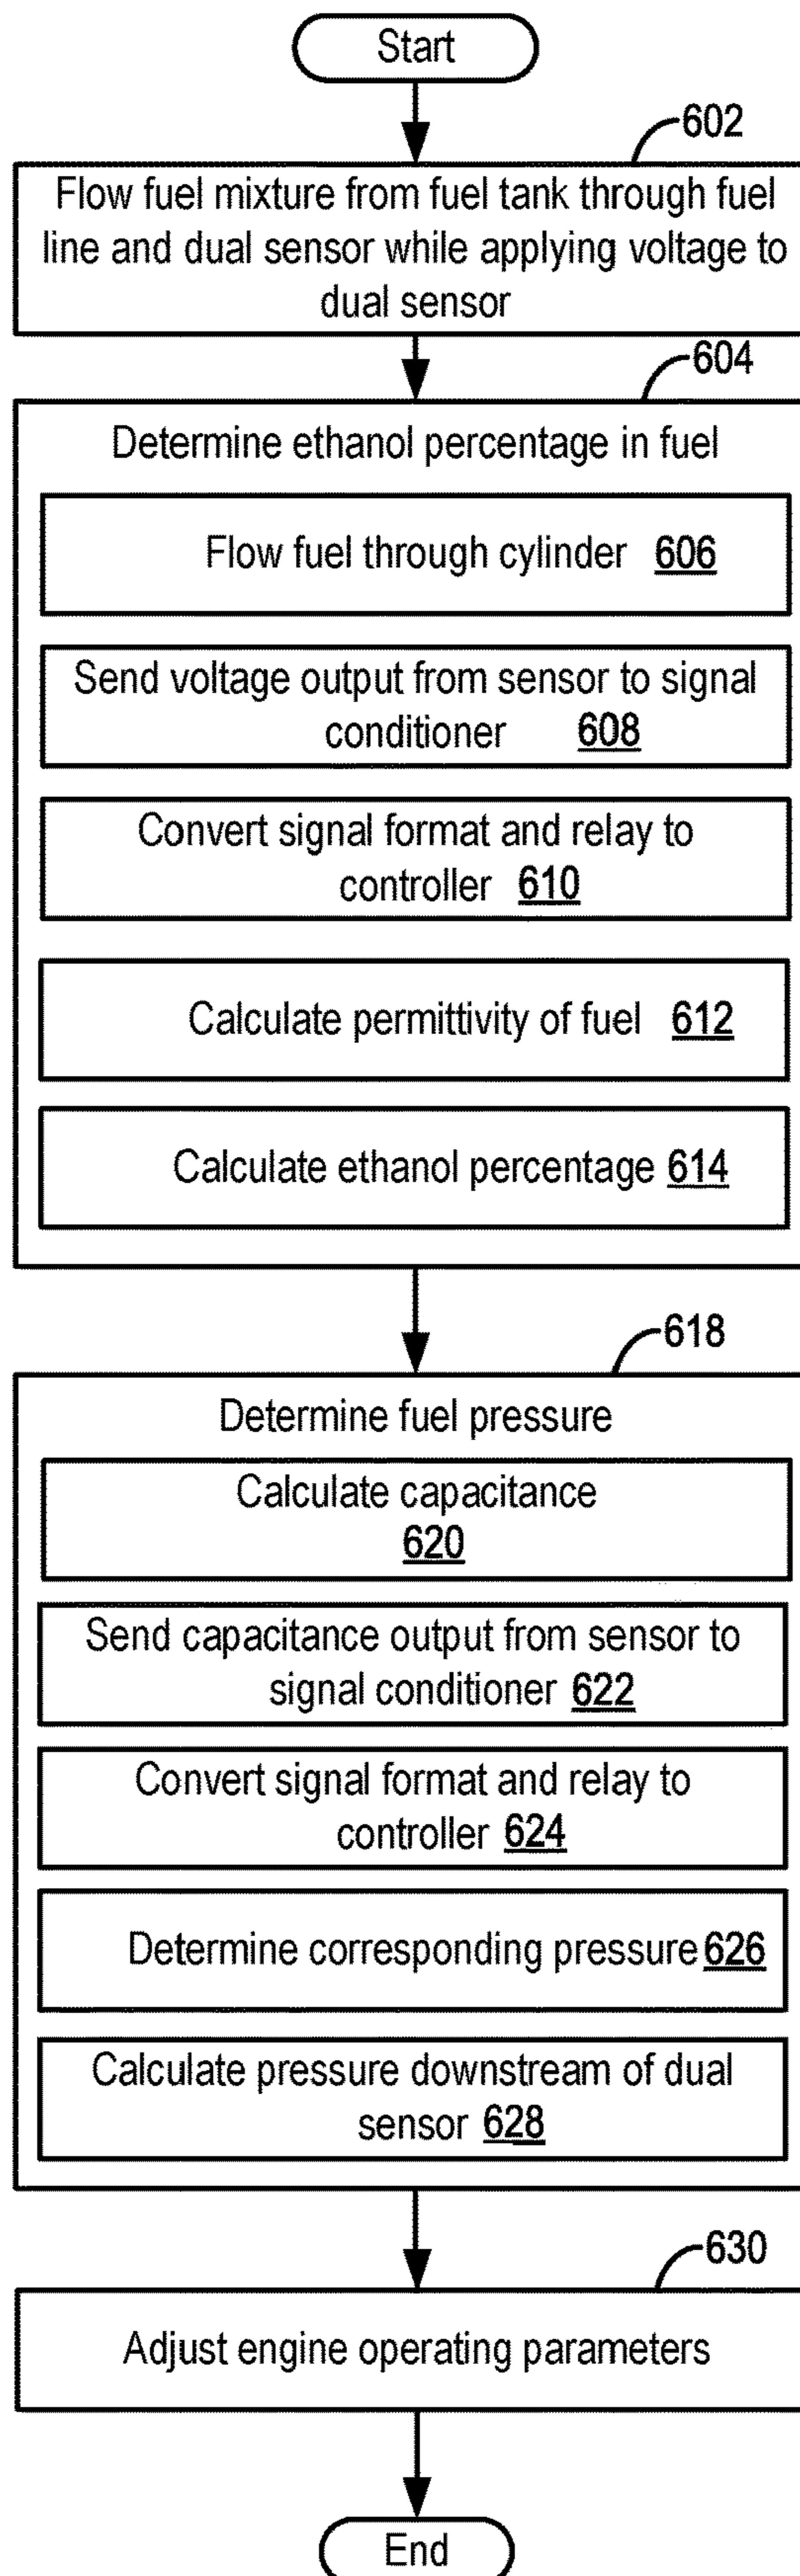 Start
602
Flow fuel mixture from fuel tank through fuel
line and dual sensor while applying voltage to
dual sensor
604
Determine ethanol percentage in fuel
Flow fuel through cylinder 606
Send voltage output from sensor to signal
conditioner 608
Convert signal format and relay to
controller 610
Calculate permittivity of fuel 612
Calculate ethanol percentage 614
618
Determine fuel pressure
Calculate capacitance
620
Send capacitance output from sensor to
signal conditioner 622
Convert signal format and relay to
controller 624
Determine corresponding pressure 626
Calculate pressure downstream of dual
sensor 628
630
Adjust engine operating parameters
End